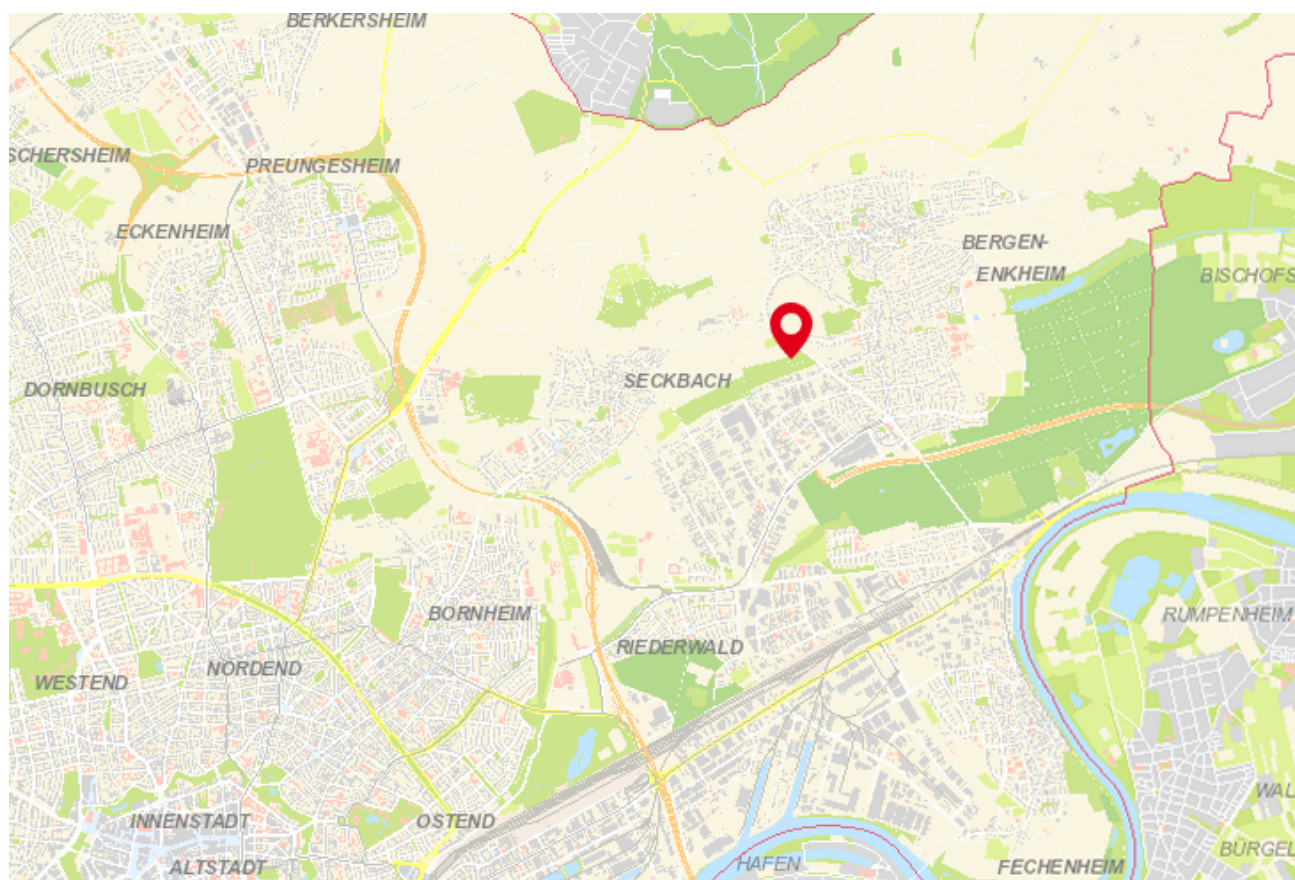 BERKERSHEIM
SCHERSHEIM
PREUNGESHEIM
ECKENHEIM
BERGEN-
ENKHEIM
BISCHOFS
DORNBUSCH
SECKBACH
BORNHEIM
RUMPENHEIM
RIEDERWALD
NORDEND
WESTEND
WAL
INNENSTADT
OSTEND
BÜRGEL
ALTSTADT
HAFEN
FECHENHEIM